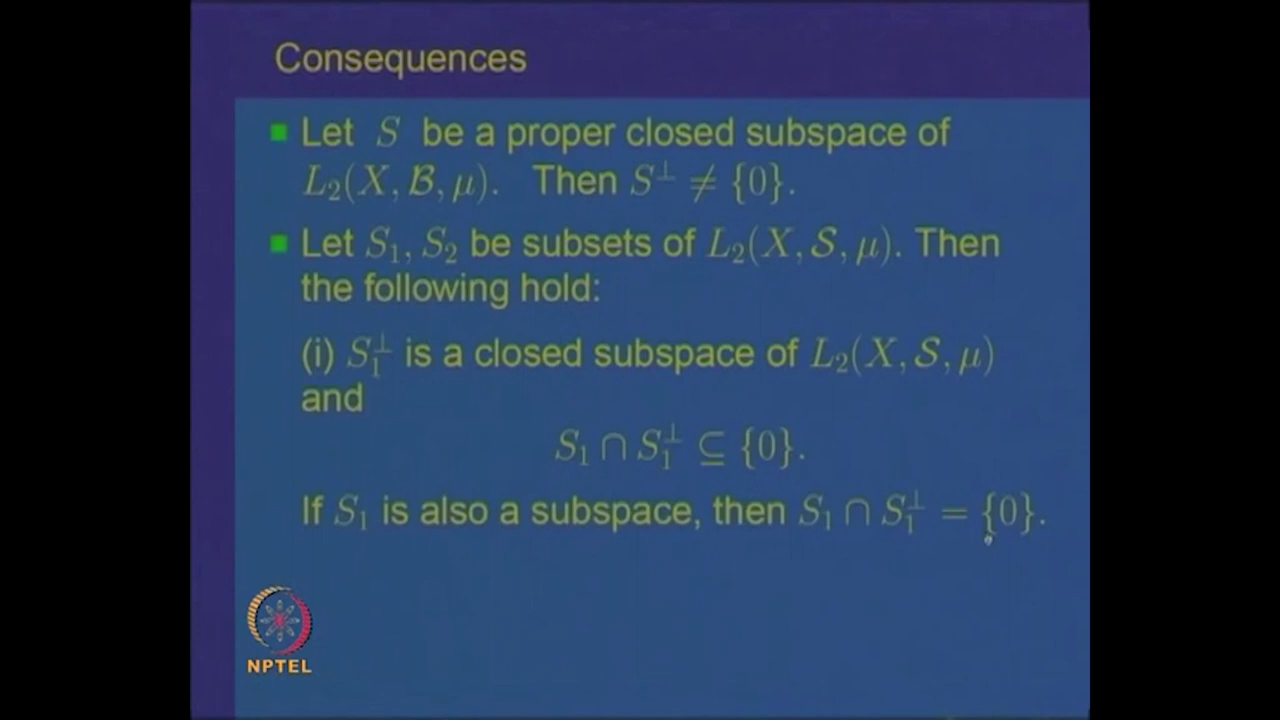 Consequences
Let S be a proper closed subspace of
L₂(X, ℬ, μ). Then S^⊥ ≠ {0}.
Let S₁, S₂ be subsets of L₂(X, 𝒮, μ). Then
the following hold:
(i) S₁^⊥ is a closed subspace of L₂(X, 𝒮, μ)
and
S₁ ∩ S₁^⊥ ⊆ {0}.
If S₁ is also a subspace, then S₁ ∩ S₁^⊥ = {0}.
NPTEL